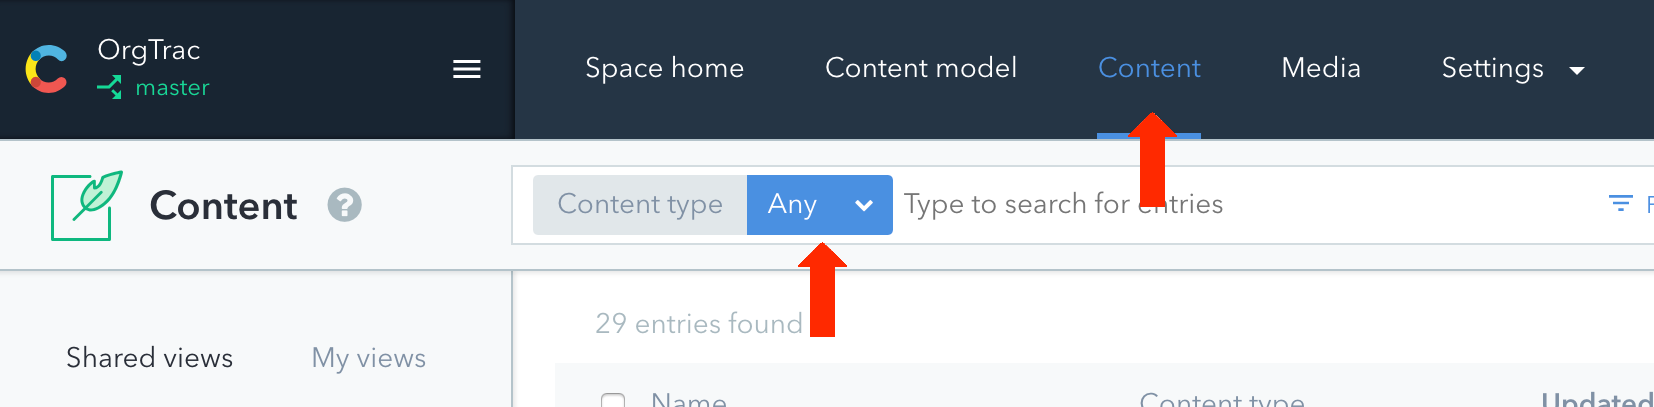 OrgTrac
master
Space home
Content model
Content
Media
Settings
Content
?
Content type
Any
Type to search for entries
29 entries found
Shared views
My views
Name
Content type
Updated